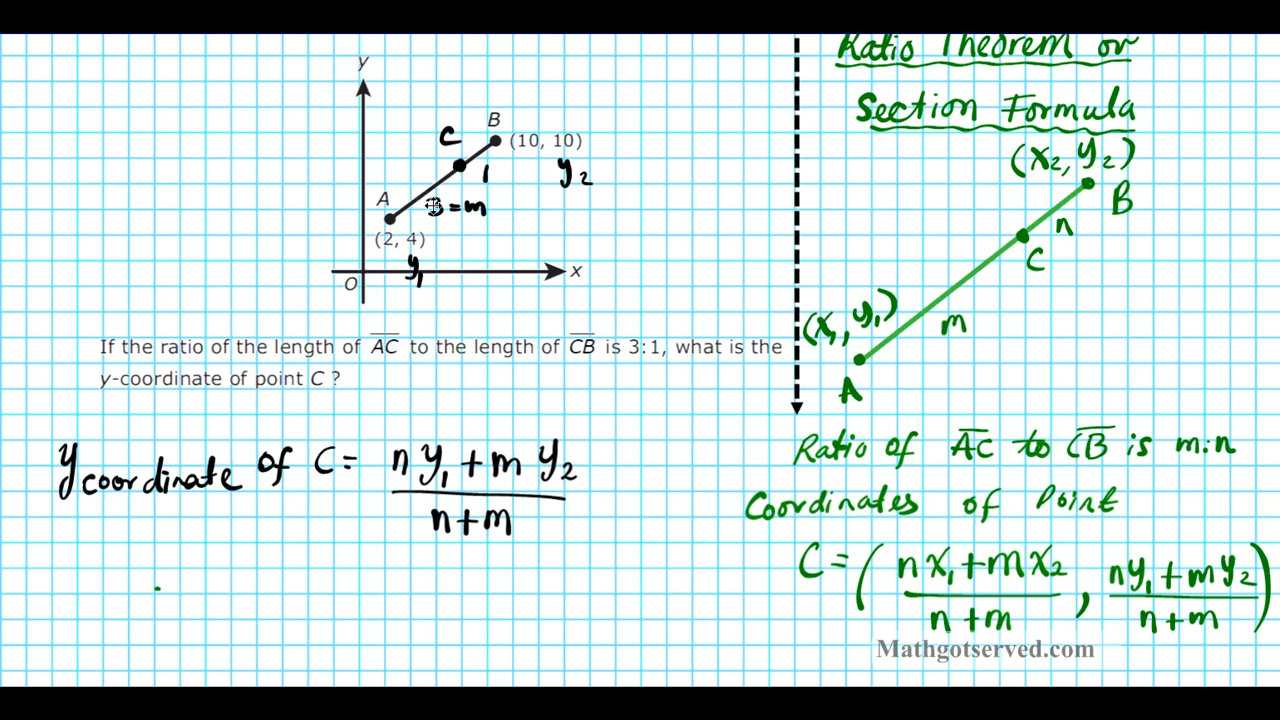 y
B
C
(10, 10)
1
y₂
A
3 = m
(2, 4)
y₁
O
x
If the ratio of the length of AC to the length of CB is 3:1, what is the
y-coordinate of point C ?
y coordinate of C = ny₁ + m y₂
n+m
Ratio Theorem or
Section Formula
(x₂, y₂)
B
n
C
(x₁, y₁)
m
A
Ratio of AC to CB is m:n
Coordinates of Point
C = ( nx₁+mx₂ / n+m , ny₁+my₂ / n+m )
Mathgotserved.com